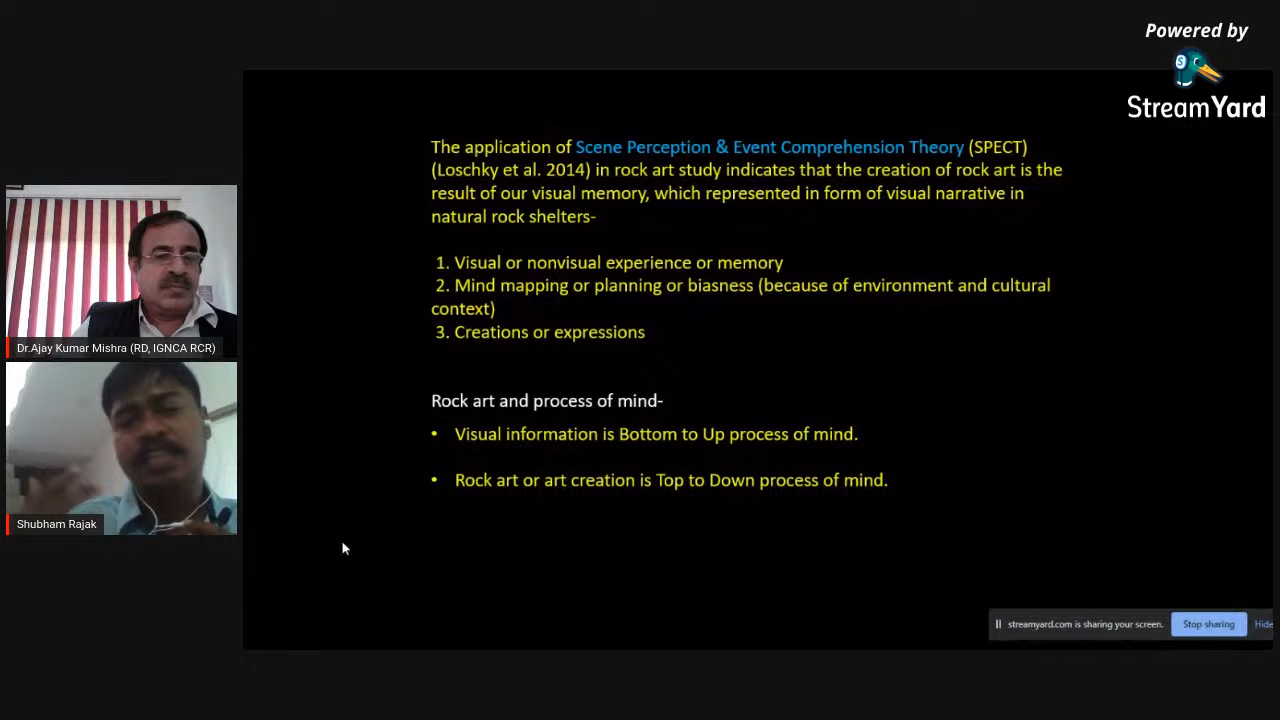 Powered by
StreamYard
The application of Scene Perception & Event Comprehension Theory (SPECT)
(Loschky et al. 2014) in rock art study indicates that the creation of rock art is the
result of our visual memory, which represented in form of visual narrative in
natural rock shelters-
1. Visual or nonvisual experience or memory
2. Mind mapping or planning or biasness (because of environment and cultural
context)
3. Creations or expressions
Rock art and process of mind-
• Visual information is Bottom to Up process of mind.
• Rock art or art creation is Top to Down process of mind.
Dr.Ajay Kumar Mishra (RD, IGNCA RCR)
Shubham Rajak
streamyard.com is sharing your screen.
Stop sharing
Hide